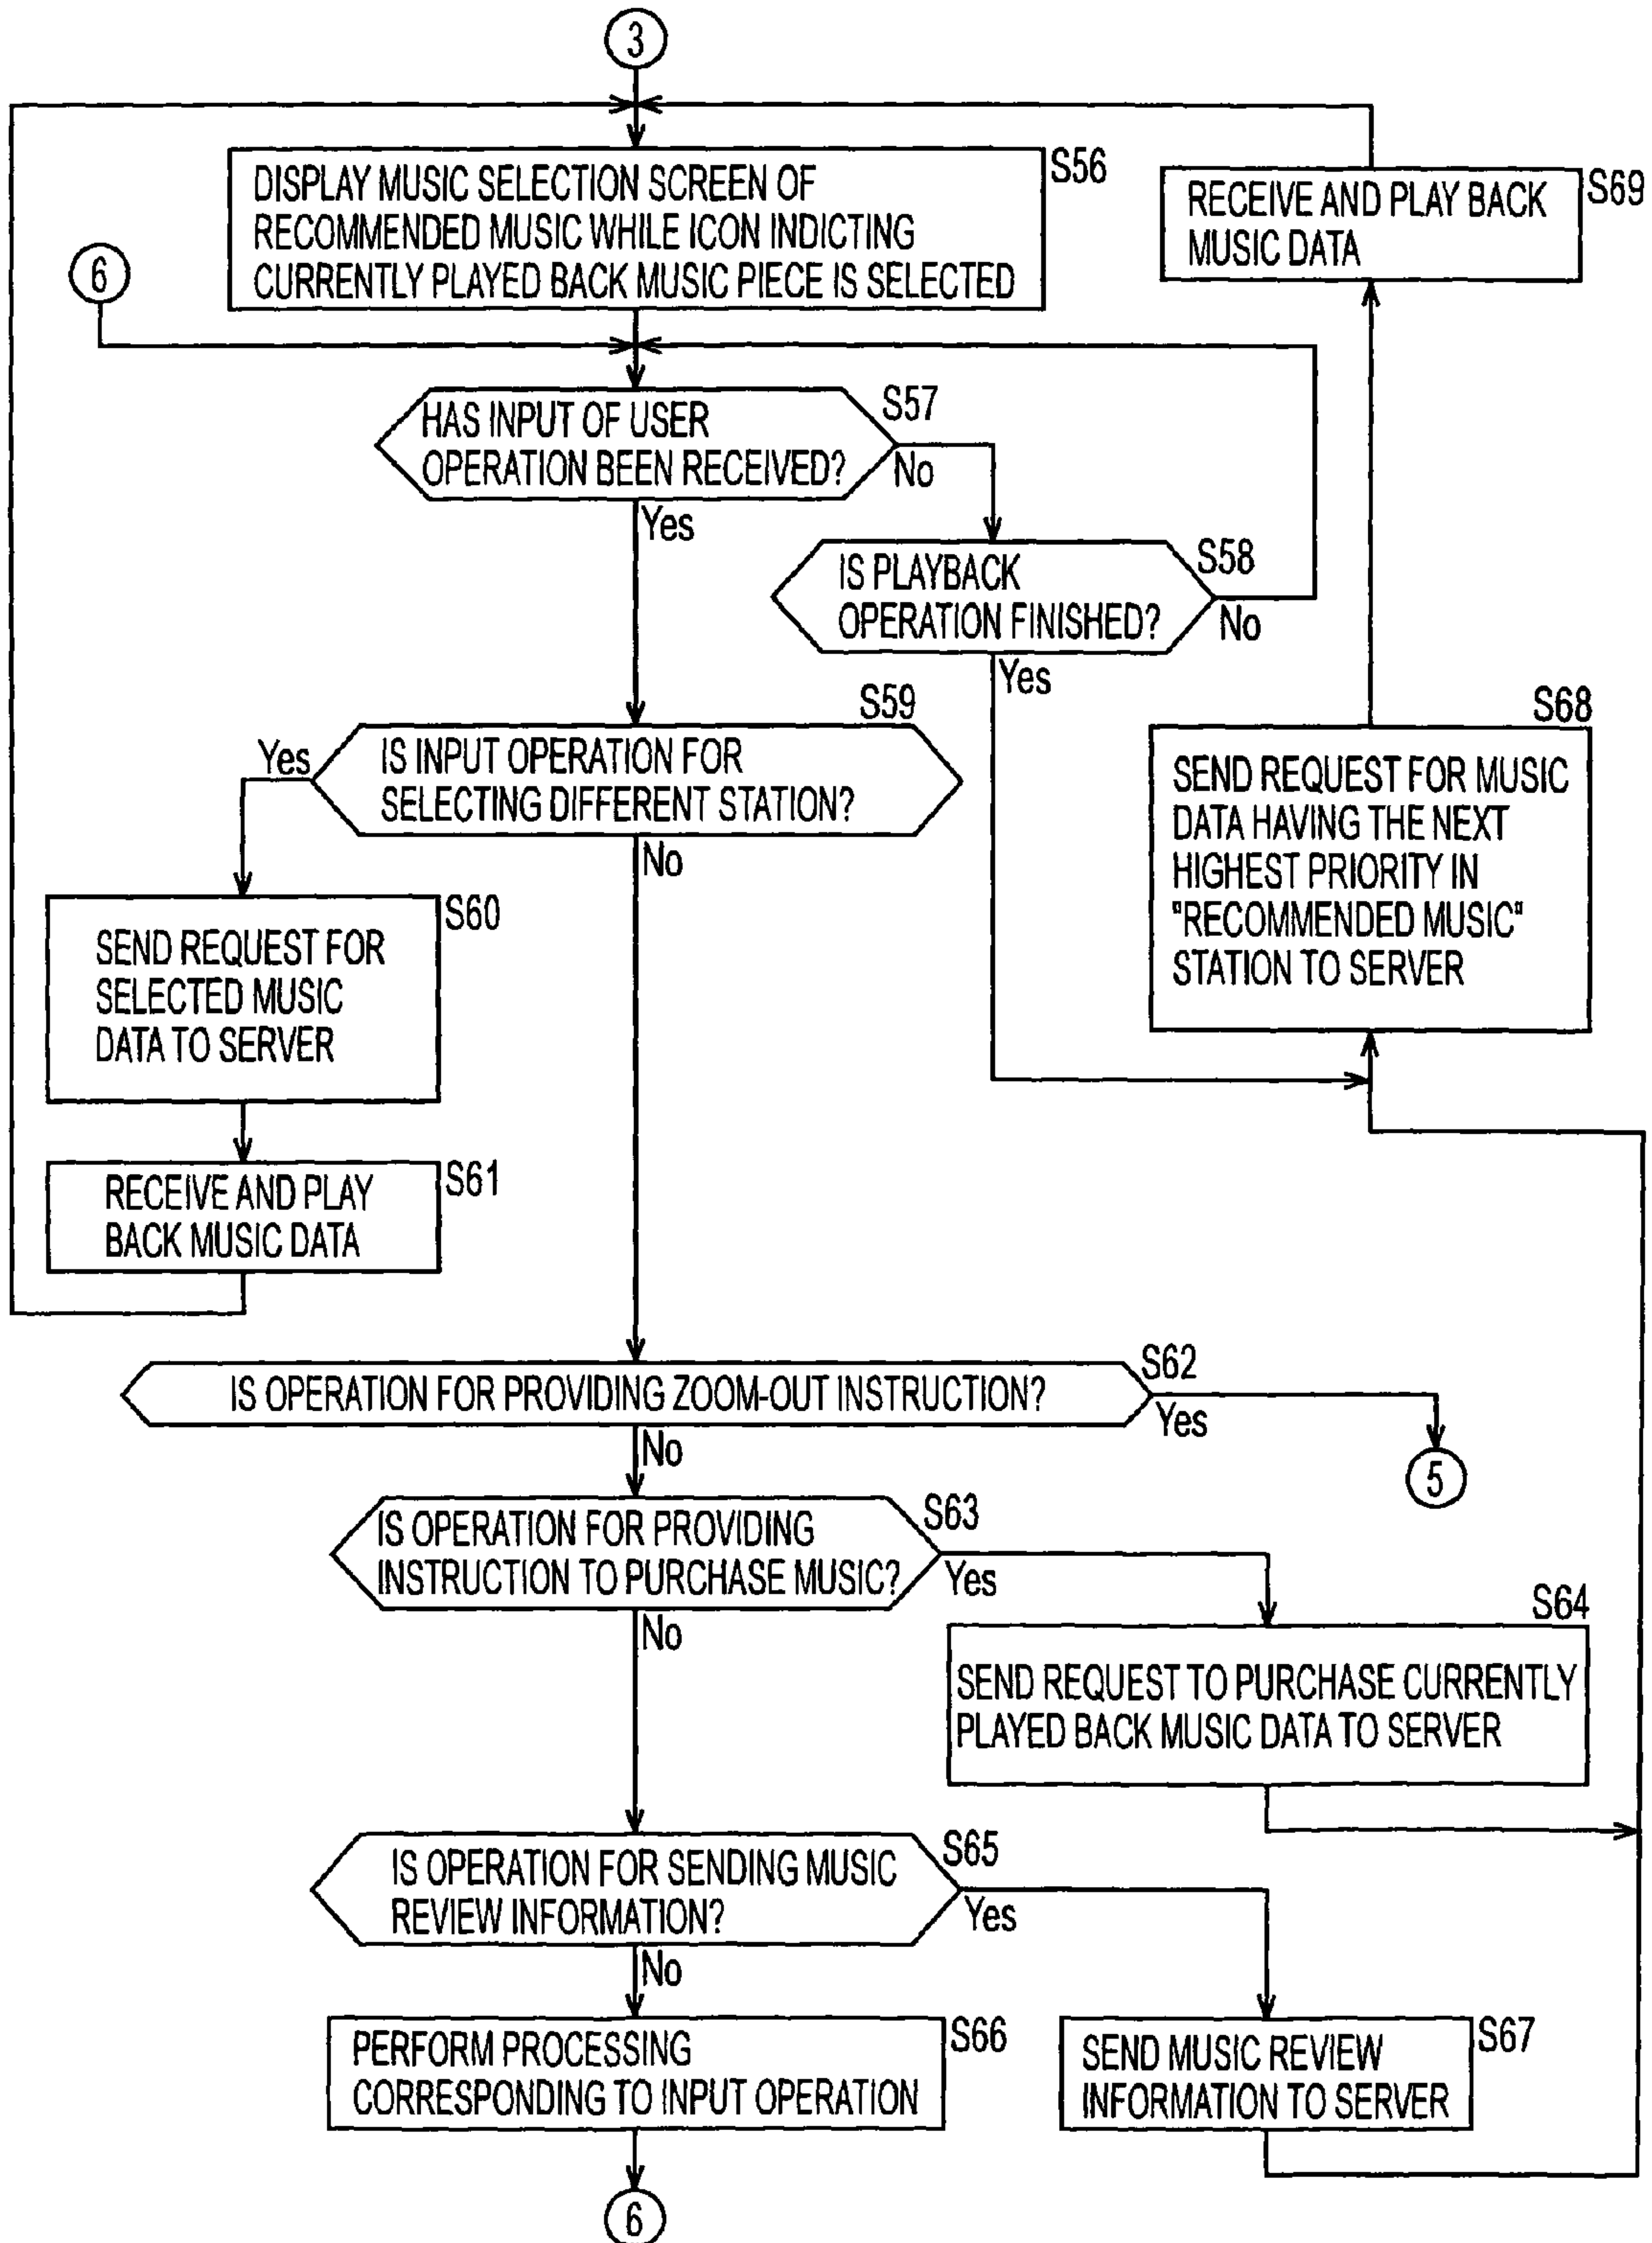 3
DISPLAY MUSIC SELECTION SCREEN OF
RECOMMENDED MUSIC WHILE ICON INDICTING
CURRENTLY PLAYED BACK MUSIC PIECE IS SELECTED
S56
RECEIVE AND PLAY BACK
MUSIC DATA
S69
6
HAS INPUT OF USER
OPERATION BEEN RECEIVED?
S57
No
Yes
IS PLAYBACK
OPERATION FINISHED?
S58
No
Yes
S59
IS INPUT OPERATION FOR
SELECTING DIFFERENT STATION?
Yes
No
S68
SEND REQUEST FOR MUSIC
DATA HAVING THE NEXT
HIGHEST PRIORITY IN
"RECOMMENDED MUSIC"
STATION TO SERVER
S60
SEND REQUEST FOR
SELECTED MUSIC
DATA TO SERVER
S61
RECEIVE AND PLAY
BACK MUSIC DATA
IS OPERATION FOR PROVIDING ZOOM-OUT INSTRUCTION?
S62
Yes
No
5
IS OPERATION FOR PROVIDING
INSTRUCTION TO PURCHASE MUSIC?
S63
Yes
No
S64
SEND REQUEST TO PURCHASE CURRENTLY
PLAYED BACK MUSIC DATA TO SERVER
IS OPERATION FOR SENDING MUSIC
REVIEW INFORMATION?
S65
Yes
No
PERFORM PROCESSING
CORRESPONDING TO INPUT OPERATION
S66
SEND MUSIC REVIEW
INFORMATION TO SERVER
S67
6